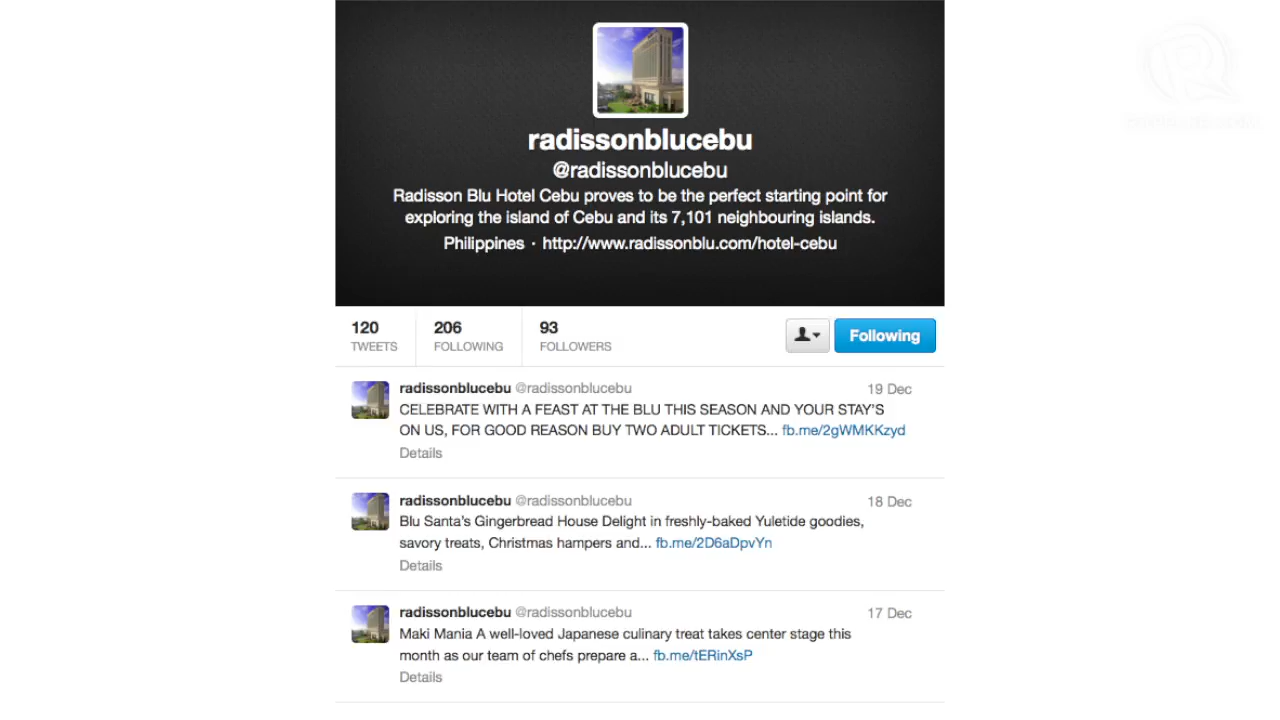 radissonblucebu
@radissonblucebu
Radisson Blu Hotel Cebu proves to be the perfect starting point for
exploring the island of Cebu and its 7,101 neighbouring islands.
Philippines · http://www.radissonblu.com/hotel-cebu
120 206 93
TWEETS FOLLOWING FOLLOWERS
Following
radissonblucebu @radissonblucebu 19 Dec
CELEBRATE WITH A FEAST AT THE BLU THIS SEASON AND YOUR STAY'S
ON US, FOR GOOD REASON BUY TWO ADULT TICKETS... fb.me/2gWMKKzyd
Details
radissonblucebu @radissonblucebu 18 Dec
Blu Santa's Gingerbread House Delight in freshly-baked Yuletide goodies,
savory treats, Christmas hampers and... fb.me/2D6aDpvYn
Details
radissonblucebu @radissonblucebu 17 Dec
Maki Mania A well-loved Japanese culinary treat takes center stage this
month as our team of chefs prepare a... fb.me/tERinXsP
Details